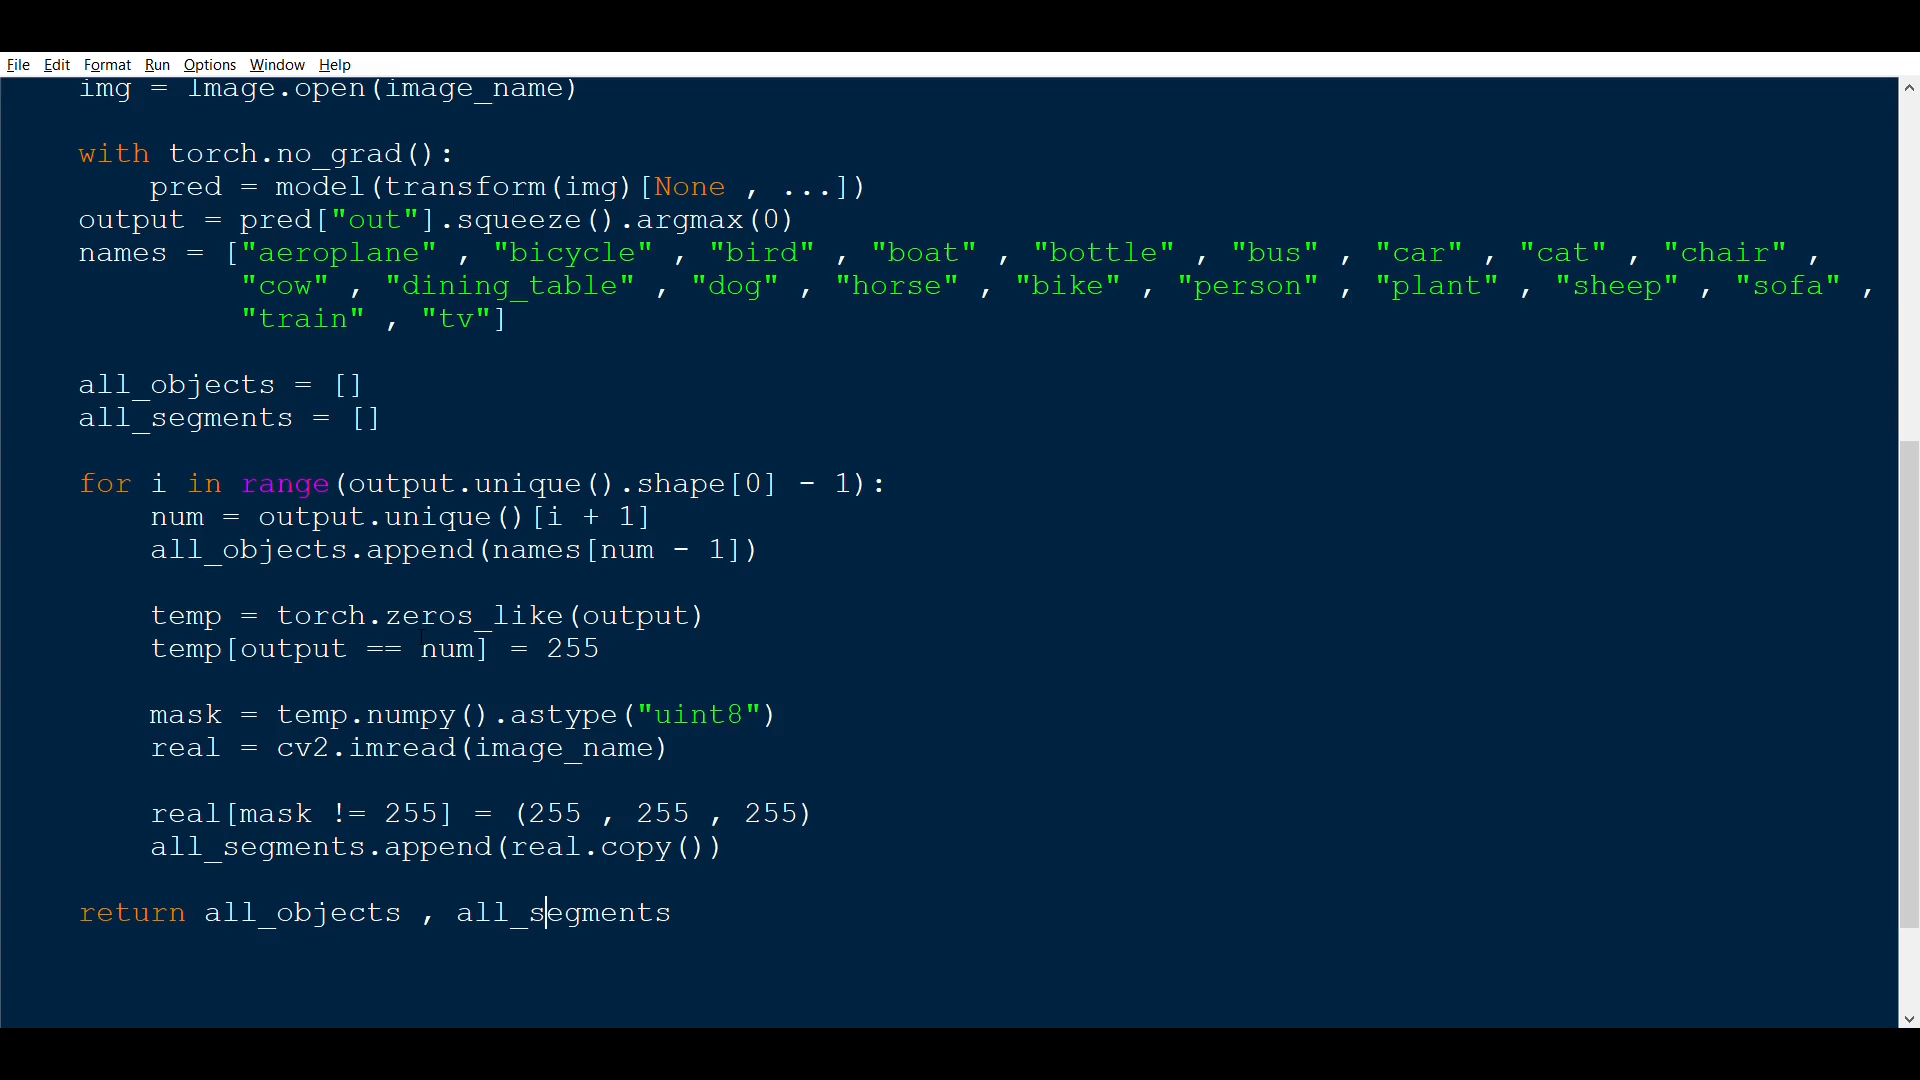 File Edit Format Run Options Window Help
img = Image.open(image_name)
with torch.no_grad():
pred = model(transform(img)[None , ...])
output = pred["out"].squeeze().argmax(0)
names = ["aeroplane" , "bicycle" , "bird" , "boat" , "bottle" , "bus" , "car" , "cat" , "chair" ,
"cow" , "dining_table" , "dog" , "horse" , "bike" , "person" , "plant" , "sheep" , "sofa" ,
"train" , "tv"]
all_objects = []
all_segments = []
for i in range(output.unique().shape[0] - 1):
num = output.unique()[i + 1]
all_objects.append(names[num - 1])
temp = torch.zeros_like(output)
temp[output == num] = 255
mask = temp.numpy().astype("uint8")
real = cv2.imread(image_name)
real[mask != 255] = (255 , 255 , 255)
all_segments.append(real.copy())
return all_objects , all_segments